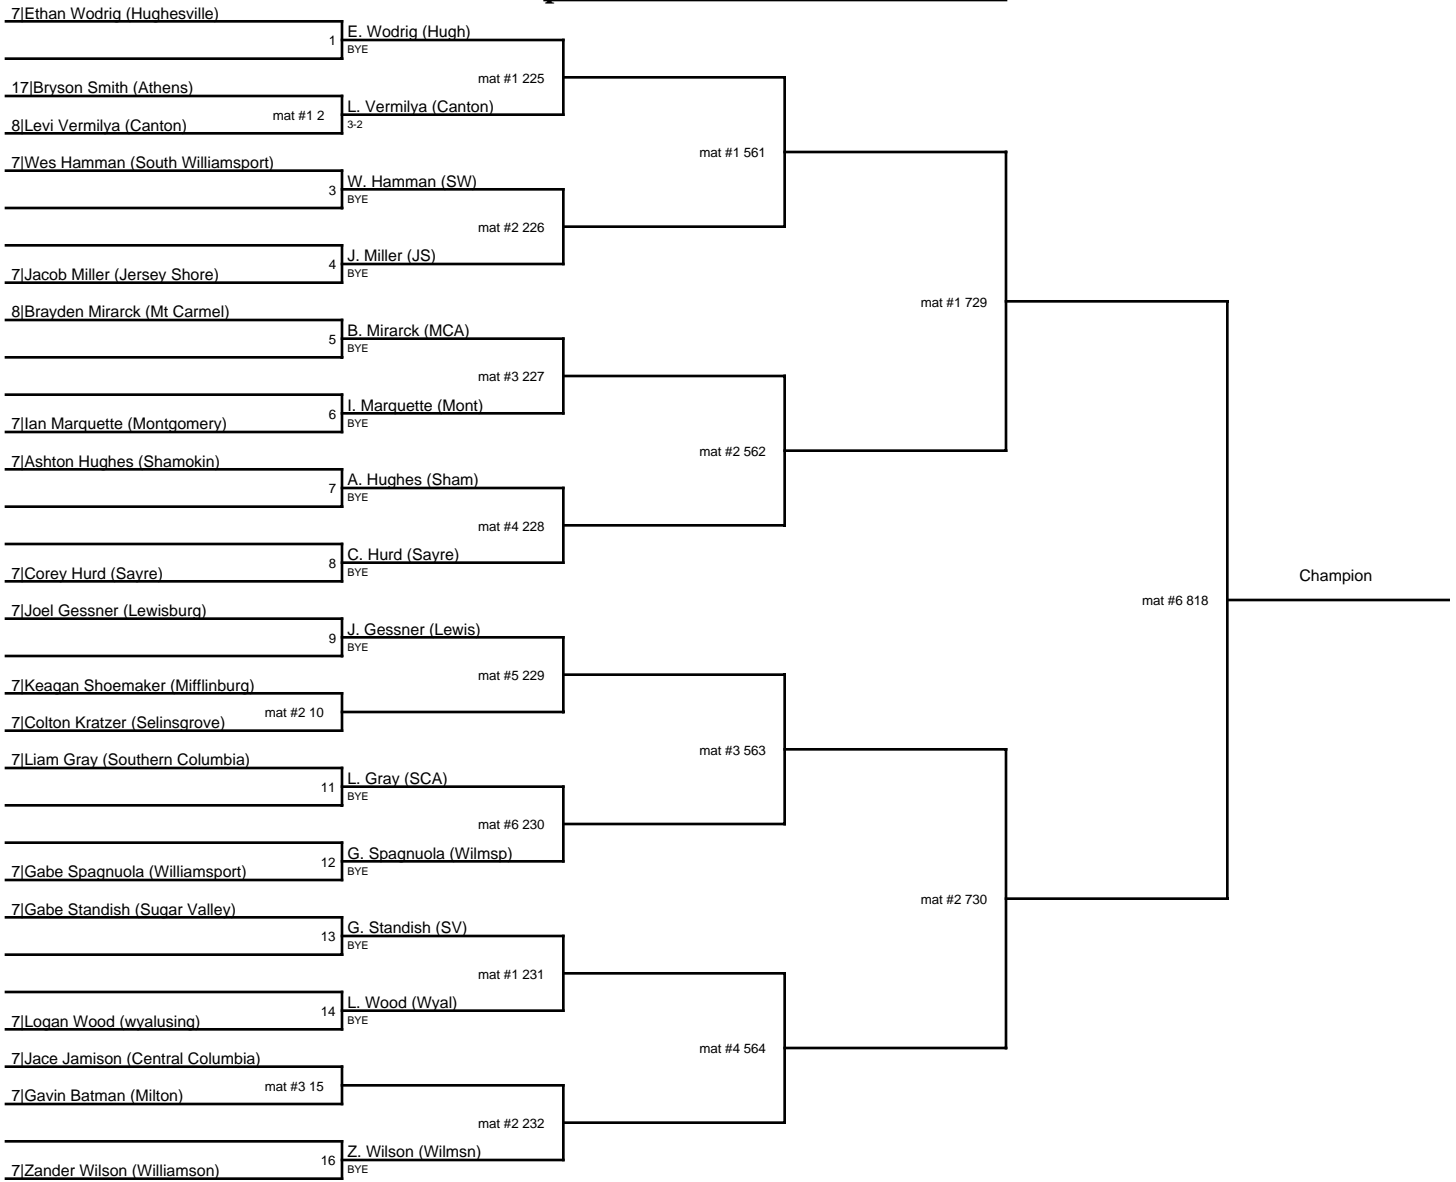 7|Ethan Wodrig (Hughesville)
1
E. Wodrig (Hugh)
BYE
mat #1 225
17|Bryson Smith (Athens)
mat #1 2
L. Vermilya (Canton)
3-2
8|Levi Vermilya (Canton)
mat #1 561
7|Wes Hamman (South Williamsport)
3
W. Hamman (SW)
BYE
mat #2 226
4
J. Miller (JS)
BYE
7|Jacob Miller (Jersey Shore)
mat #1 729
8|Brayden Mirarck (Mt Carmel)
5
B. Mirarck (MCA)
BYE
mat #3 227
6
I. Marquette (Mont)
BYE
7|Ian Marquette (Montgomery)
mat #2 562
7|Ashton Hughes (Shamokin)
7
A. Hughes (Sham)
BYE
mat #4 228
8
C. Hurd (Sayre)
BYE
7|Corey Hurd (Sayre)
Champion
mat #6 818
7|Joel Gessner (Lewisburg)
9
J. Gessner (Lewis)
BYE
mat #5 229
7|Keagan Shoemaker (Mifflinburg)
mat #2 10
7|Colton Kratzer (Selinsgrove)
mat #3 563
7|Liam Gray (Southern Columbia)
11
L. Gray (SCA)
BYE
mat #6 230
12
G. Spagnuola (Wilmsp)
BYE
7|Gabe Spagnuola (Williamsport)
mat #2 730
7|Gabe Standish (Sugar Valley)
13
G. Standish (SV)
BYE
mat #1 231
14
L. Wood (Wyal)
BYE
7|Logan Wood (wyalusing)
mat #4 564
7|Jace Jamison (Central Columbia)
mat #3 15
7|Gavin Batman (Milton)
mat #2 232
16
Z. Wilson (Wilmsn)
BYE
7|Zander Wilson (Williamson)